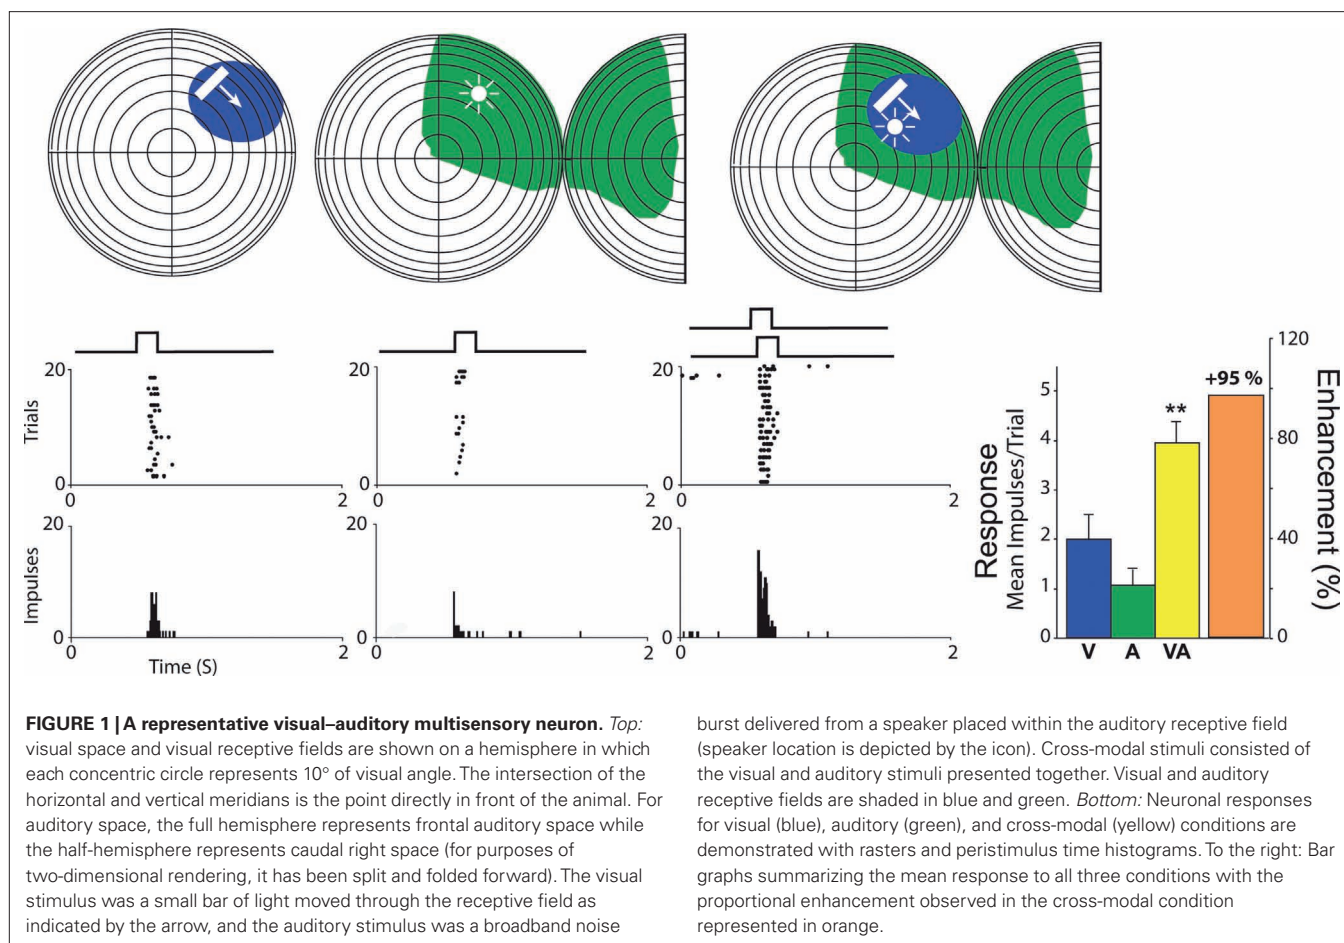 20
Trials
0
0
2
20
0
0
2
20
0
0
2
20
Impulses
0
0
2
Time (S)
20
0
0
2
20
0
0
2
Response
Mean Impulses/Trial
5
4
3
2
1
0
V
A
VA
**
+95 %
120
80
40
0
Enhancement (%)
FIGURE 1 | A representative visual–auditory multisensory neuron. Top:
visual space and visual receptive fields are shown on a hemisphere in which
each concentric circle represents 10° of visual angle. The intersection of the
horizontal and vertical meridians is the point directly in front of the animal. For
auditory space, the full hemisphere represents frontal auditory space while
the half-hemisphere represents caudal right space (for purposes of
two-dimensional rendering, it has been split and folded forward). The visual
stimulus was a small bar of light moved through the receptive field as
indicated by the arrow, and the auditory stimulus was a broadband noise
burst delivered from a speaker placed within the auditory receptive field
(speaker location is depicted by the icon). Cross-modal stimuli consisted of
the visual and auditory stimuli presented together. Visual and auditory
receptive fields are shaded in blue and green. Bottom: Neuronal responses
for visual (blue), auditory (green), and cross-modal (yellow) conditions are
demonstrated with rasters and peristimulus time histograms. To the right: Bar
graphs summarizing the mean response to all three conditions with the
proportional enhancement observed in the cross-modal condition
represented in orange.